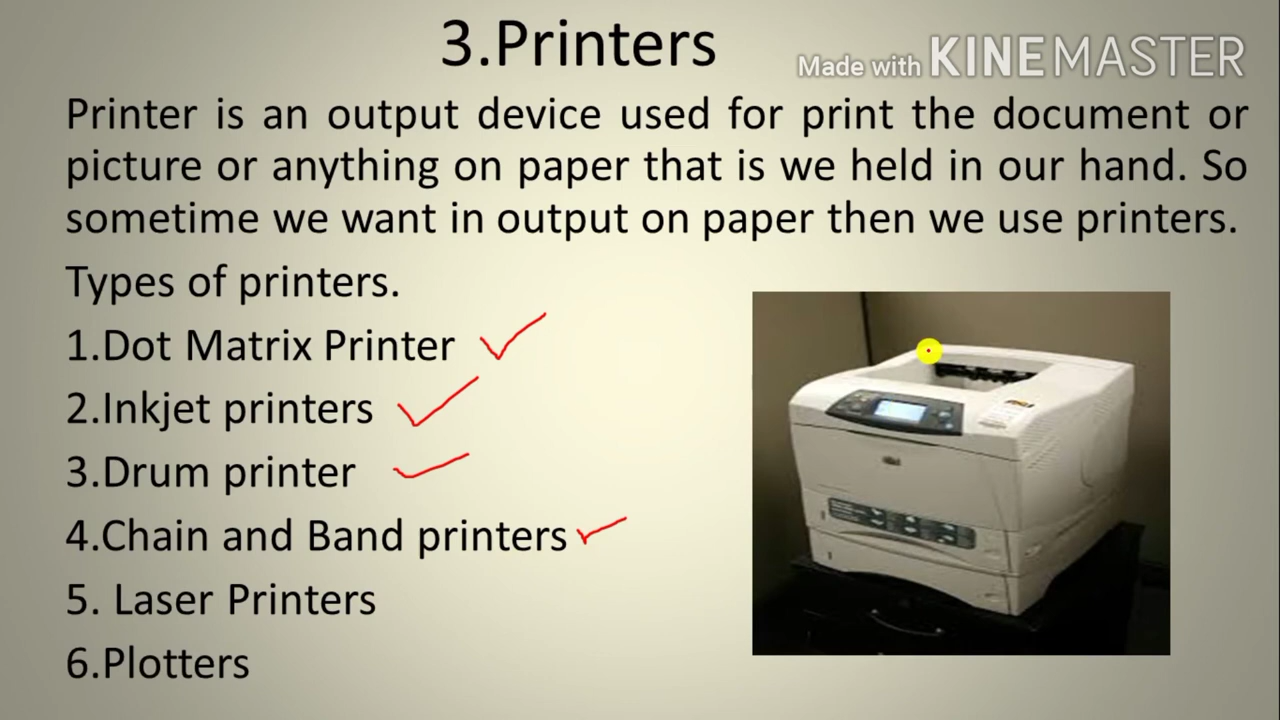 3.Printers
Made with KINEMASTER
Printer is an output device used for print the document or
picture or anything on paper that is we held in our hand. So
sometime we want in output on paper then we use printers.
Types of printers.
1.Dot Matrix Printer
2.Inkjet printers
3.Drum printer
4.Chain and Band printers
5. Laser Printers
6.Plotters